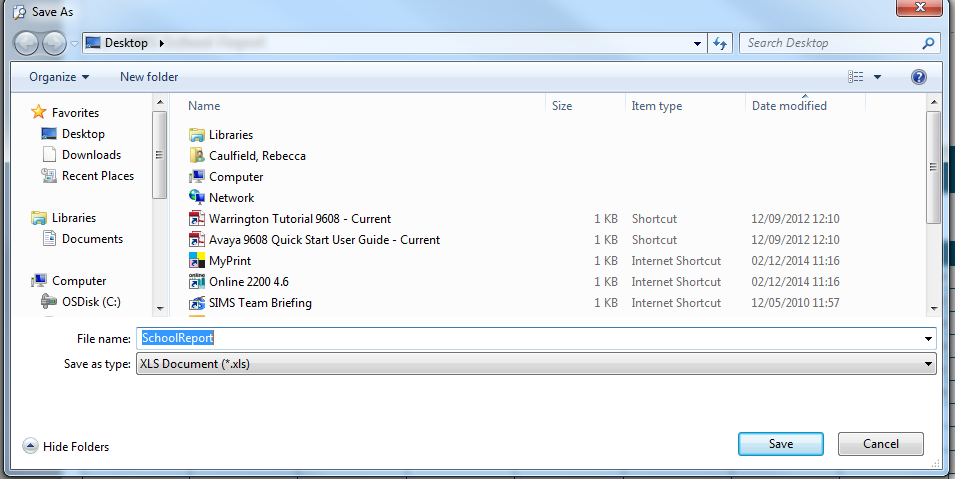 Save As
Desktop
Search Desktop
Organize New folder
Name Size Item type Date modified
Favorites
Desktop
Downloads
Recent Places
Libraries
Documents
Computer
OSDisk (C:)
Libraries
Caulfield, Rebecca
Computer
Network
Warrington Tutorial 9608 - Current 1 KB Shortcut 12/09/2012 12:10
Avaya 9608 Quick Start User Guide - Current 1 KB Shortcut 12/09/2012 12:10
MyPrint 1 KB Internet Shortcut 02/12/2014 11:16
Online 2200 4.6 1 KB Internet Shortcut 02/12/2014 11:16
SIMS Team Briefing 1 KB Internet Shortcut 12/05/2010 11:57
File name: SchoolReport
Save as type: XLS Document (*.xls)
Hide Folders Save Cancel